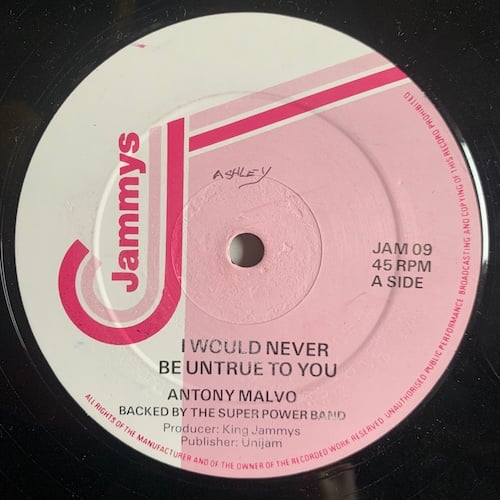 ASHLEY
Jammys
JAM 09
45 RPM
A SIDE
I WOULD NEVER
BE UNTRUE TO YOU
ANTONY MALVO
BACKED BY THE SUPER POWER BAND
Producer: King Jammys
Publisher: Unijam
ALL RIGHTS OF THE MANUFACTURER AND OF THE OWNER OF THE RECORDED WORK RESERVED. UNAUTHORISED PUBLIC PERFORMANCE BROADCASTING AND COPYING OF THIS RECORD PROHIBITED